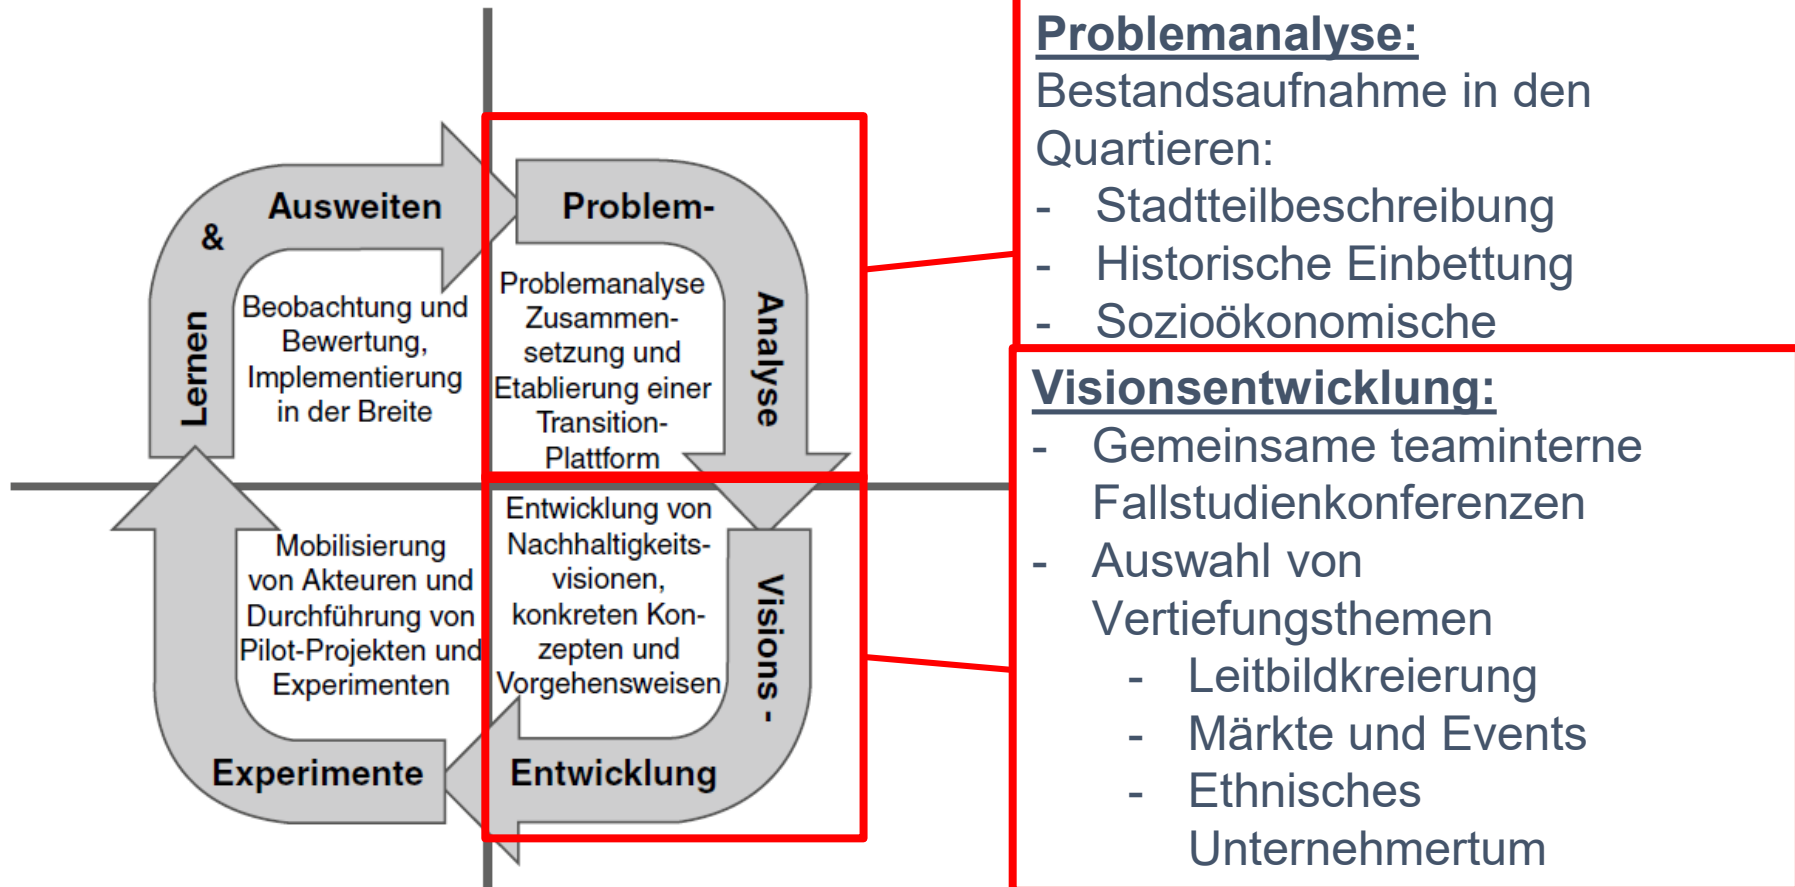 Lernen
&
Ausweiten
Beobachtung und
Bewertung,
Implementierung
in der Breite
Problem-
Analyse
Problemanalyse
Zusammen-
setzung und
Etablierung einer
Transition-
Plattform
Visions -
Entwicklung
Entwicklung von
Nachhaltigkeits-
visionen,
konkreten Kon-
zepten und
Vorgehensweisen
Experimente
Mobilisierung
von Akteuren und
Durchführung von
Pilot-Projekten und
Experimenten
Problemanalyse:
Bestandsaufnahme in den
Quartieren:
- Stadtteilbeschreibung
- Historische Einbettung
- Sozioökonomische
Visionsentwicklung:
- Gemeinsame teaminterne
Fallstudienkonferenzen
- Auswahl von
Vertiefungsthemen
- Leitbildkreierung
- Märkte und Events
- Ethnisches
Unternehmertum